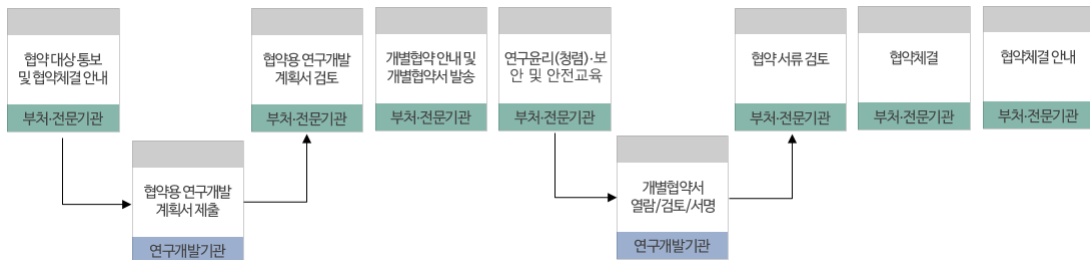 협약 대상 통보
및 협약체결 안내
부처·전문기관
협약용 연구개발
계획서 제출
연구개발기관
협약용 연구개발
계획서 검토
부처·전문기관
개별협약 안내 및
개별협약서 발송
부처·전문기관
연구윤리(청렴)·보
안 및 안전교육
부처·전문기관
개별협약서
열람/검토/서명
연구개발기관
협약 서류 검토
부처·전문기관
협약체결
부처·전문기관
협약체결 안내
부처·전문기관